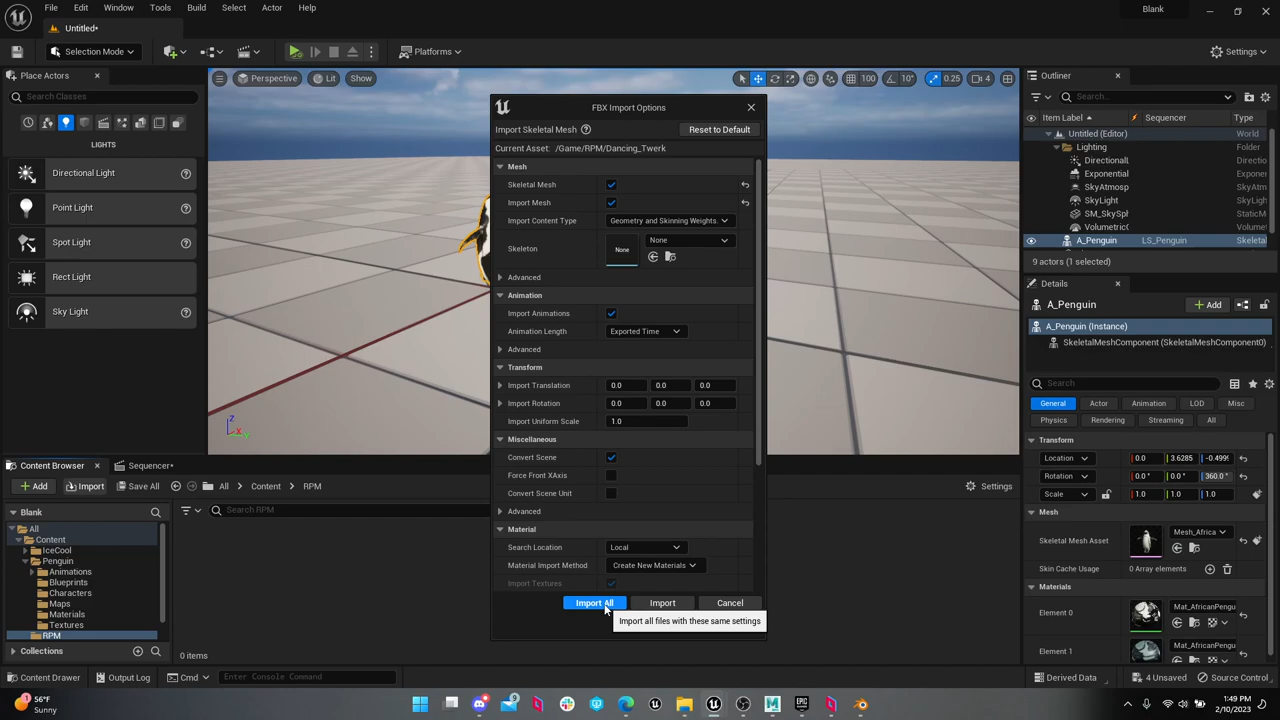 File Edit Window Tools Build Select Actor Help
Blank
Untitled*
Selection Mode
Platforms
Settings
Place Actors
Search Classes
LIGHTS
Directional Light
Point Light
Spot Light
Rect Light
Sky Light
Perspective Lit Show
100 10° 0.25 4
Z X
FBX Import Options
Import Skeletal Mesh
Reset to Default
Current Asset: /Game/RPM/Dancing_Twerk
Mesh
Skeletal Mesh
Import Mesh
Import Content Type Geometry and Skinning Weights.
Skeleton None None
Advanced
Animation
Import Animations
Animation Length Exported Time
Advanced
Transform
Import Translation 0.0 0.0 0.0
Import Rotation 0.0 0.0 0.0
Import Uniform Scale 1.0
Miscellaneous
Convert Scene
Force Front XAxis
Convert Scene Unit
Advanced
Material
Search Location Local
Material Import Method Create New Materials
Import Textures
Import All Import Cancel
Import all files with these same settings
Outliner
Search...
Item Label Sequencer Type
Untitled (Editor) World
Lighting Folder
DirectionalL Directio
Exponential Exponen
SkyAtmosp SkyAtm
SkyLight SkyLigh
SM_SkySpl StaticM
VolumetricC Volume
A_Penguin LS_Penguin Skeleta
9 actors (1 selected)
Details
A_Penguin
Add
A_Penguin (Instance)
SkeletalMeshComponent (SkeletalMeshComponent0)
Search
General Actor Animation LOD Misc
Physics Rendering Streaming All
Transform
Location 0.0 3.6285 -0.499
Rotation 0.0 ° 0.0 ° 360.0 °
Scale 1.0 1.0 1.0
Mesh
Skeletal Mesh Asset Mesh_Africa
Skin Cache Usage 0 Array elements
Materials
Element 0 Mat_AfricanPengu
Element 1 Mat_AfricanPengu
Content Browser Sequencer*
Add Import Save All All Content RPM
Settings
Blank
Search RPM
All
Content
IceCool
Penguin
Animations
Blueprints
Characters
Maps
Materials
Textures
RPM
Collections
0 items
Content Drawer Output Log Cmd Enter Console Command
Derived Data 4 Unsaved Source Control
56°F
Sunny
1:49 PM
2/10/2023